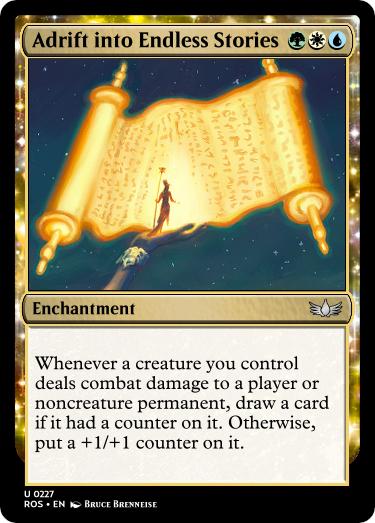 Adrift into Endless Stories
Enchantment
Whenever a creature you control
deals combat damage to a player or
noncreature permanent, draw a card
if it had a counter on it. Otherwise,
put a +1/+1 counter on it.
U 0227
ROS • EN Bruce Brenneise